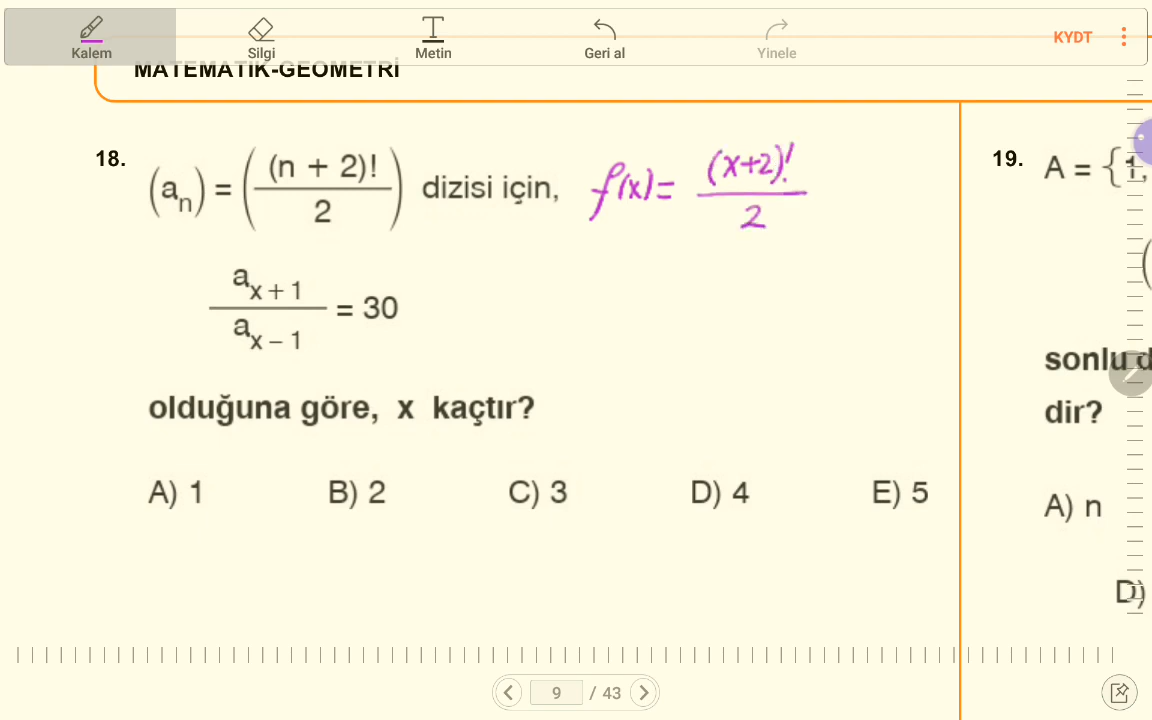 Kalem Silgi Metin Geri al Yinele KYDT
MATEMATİK-GEOMETRİ
18. (aₙ) = ((n + 2)!/2) dizisi için, f(x) = (x+2)!/2
aₓ₊₁/aₓ₋₁ = 30
olduğuna göre, x kaçtır?
A) 1 B) 2 C) 3 D) 4 E) 5
19. A = {1,
(
sonlu d
dir?
A) n
D)
9 / 43